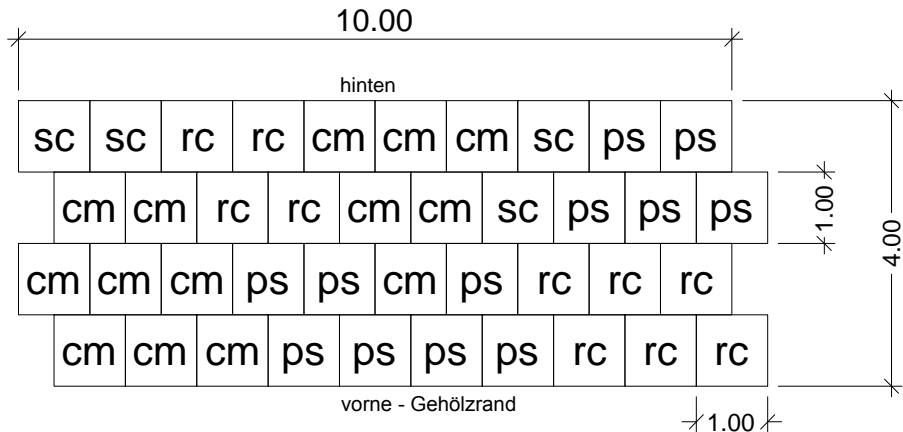 10.00
hinten
sc sc rc rc cm cm cm sc ps ps
cm cm rc rc cm cm sc ps ps ps
1.00
4.00
cm cm cm ps ps cm ps rc rc rc
cm cm cm ps ps ps ps rc rc rc
vorne - Gehölzrand
1.00